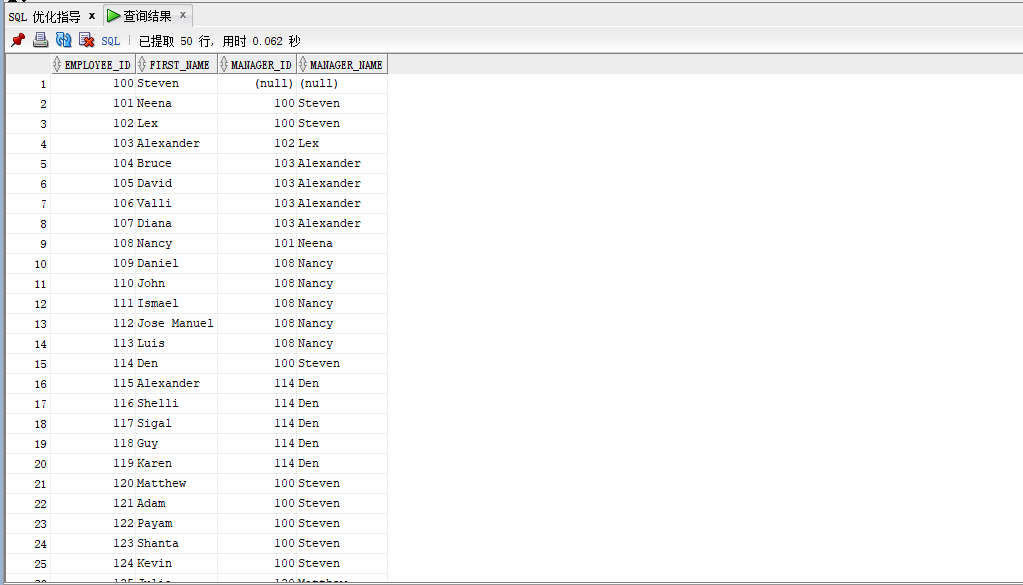 SQL 优化指导 x 查询结果 x
SQL | 已提取 50 行, 用时 0.062 秒
EMPLOYEE_ID FIRST_NAME MANAGER_ID MANAGER_NAME
1 100 Steven (null) (null)
2 101 Neena 100 Steven
3 102 Lex 100 Steven
4 103 Alexander 102 Lex
5 104 Bruce 103 Alexander
6 105 David 103 Alexander
7 106 Valli 103 Alexander
8 107 Diana 103 Alexander
9 108 Nancy 101 Neena
10 109 Daniel 108 Nancy
11 110 John 108 Nancy
12 111 Ismael 108 Nancy
13 112 Jose Manuel 108 Nancy
14 113 Luis 108 Nancy
15 114 Den 100 Steven
16 115 Alexander 114 Den
17 116 Shelli 114 Den
18 117 Sigal 114 Den
19 118 Guy 114 Den
20 119 Karen 114 Den
21 120 Matthew 100 Steven
22 121 Adam 100 Steven
23 122 Payam 100 Steven
24 123 Shanta 100 Steven
25 124 Kevin 100 Steven